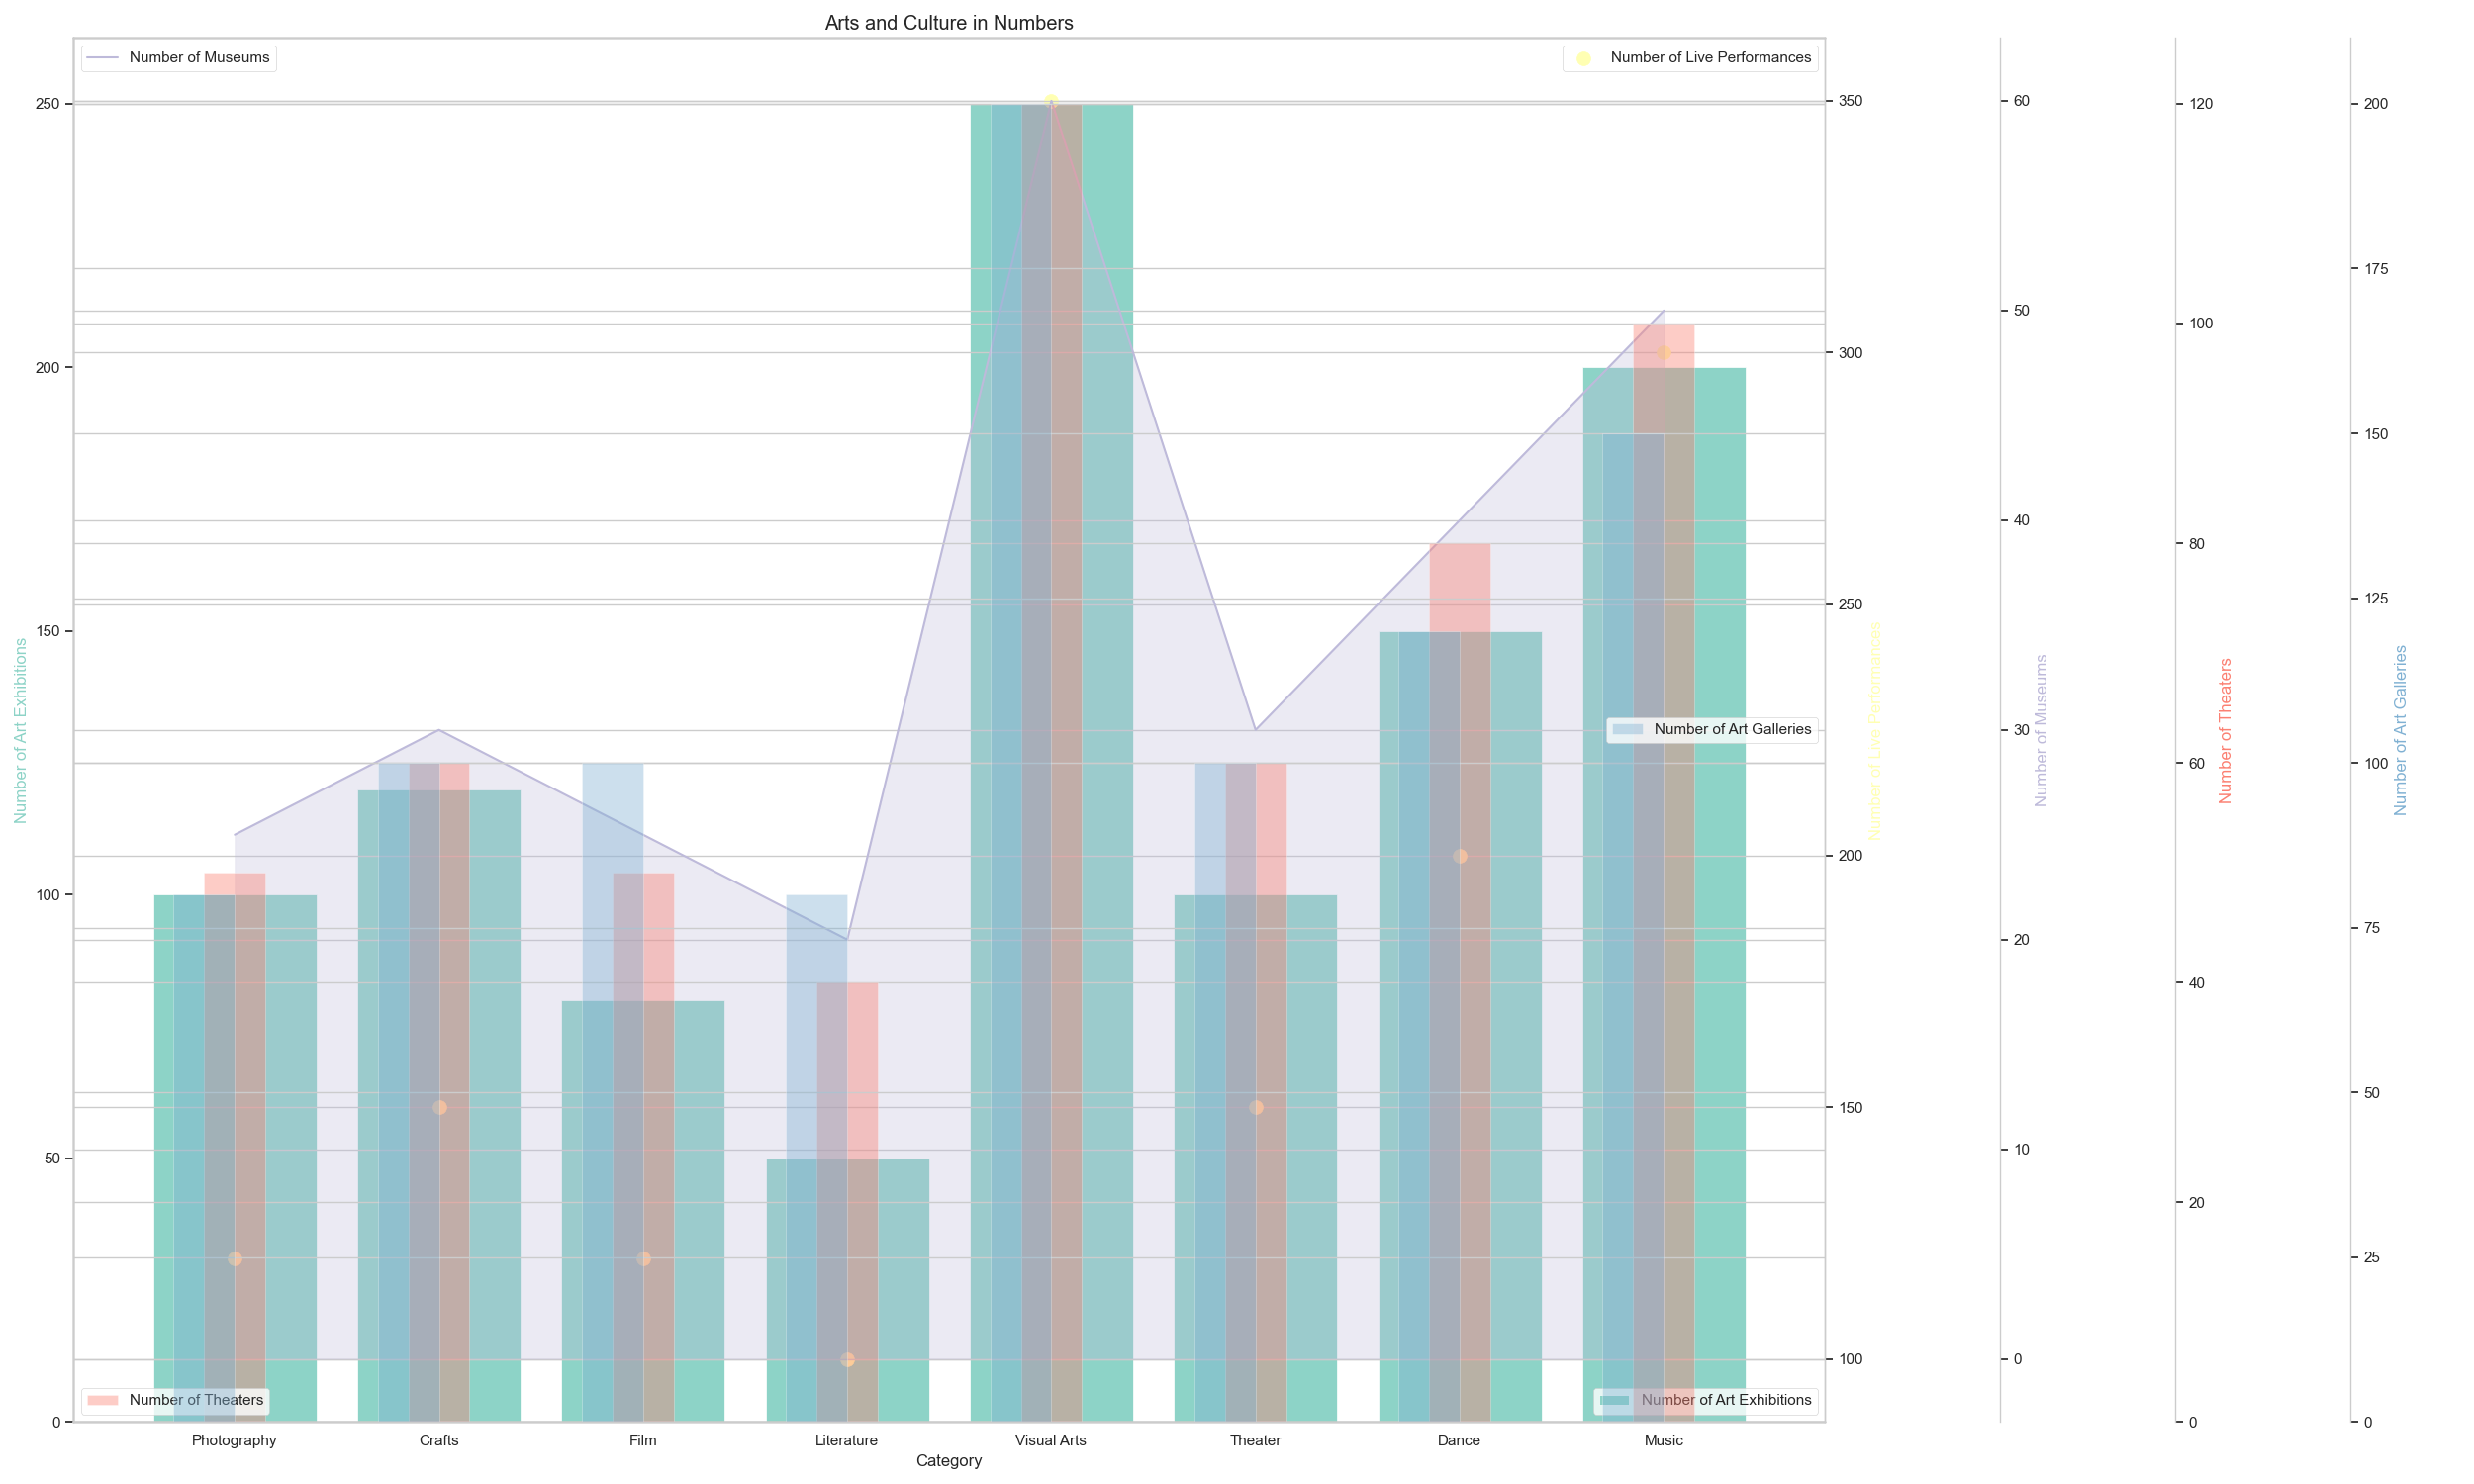 Arts and Culture in Numbers
Number of Museums
Number of Live Performances
Number of Art Galleries
Number of Theaters
Number of Art Exhibitions
Number of Art Exhibitions
250
200
150
100
50
0
Photography
Crafts
Film
Literature
Visual Arts
Theater
Dance
Music
Category
350
300
250
200
150
100
Number of Live Performances
60
50
40
30
20
10
0
Number of Museums
120
100
80
60
40
20
0
Number of Theaters
200
175
150
125
100
75
50
25
0
Number of Art Galleries